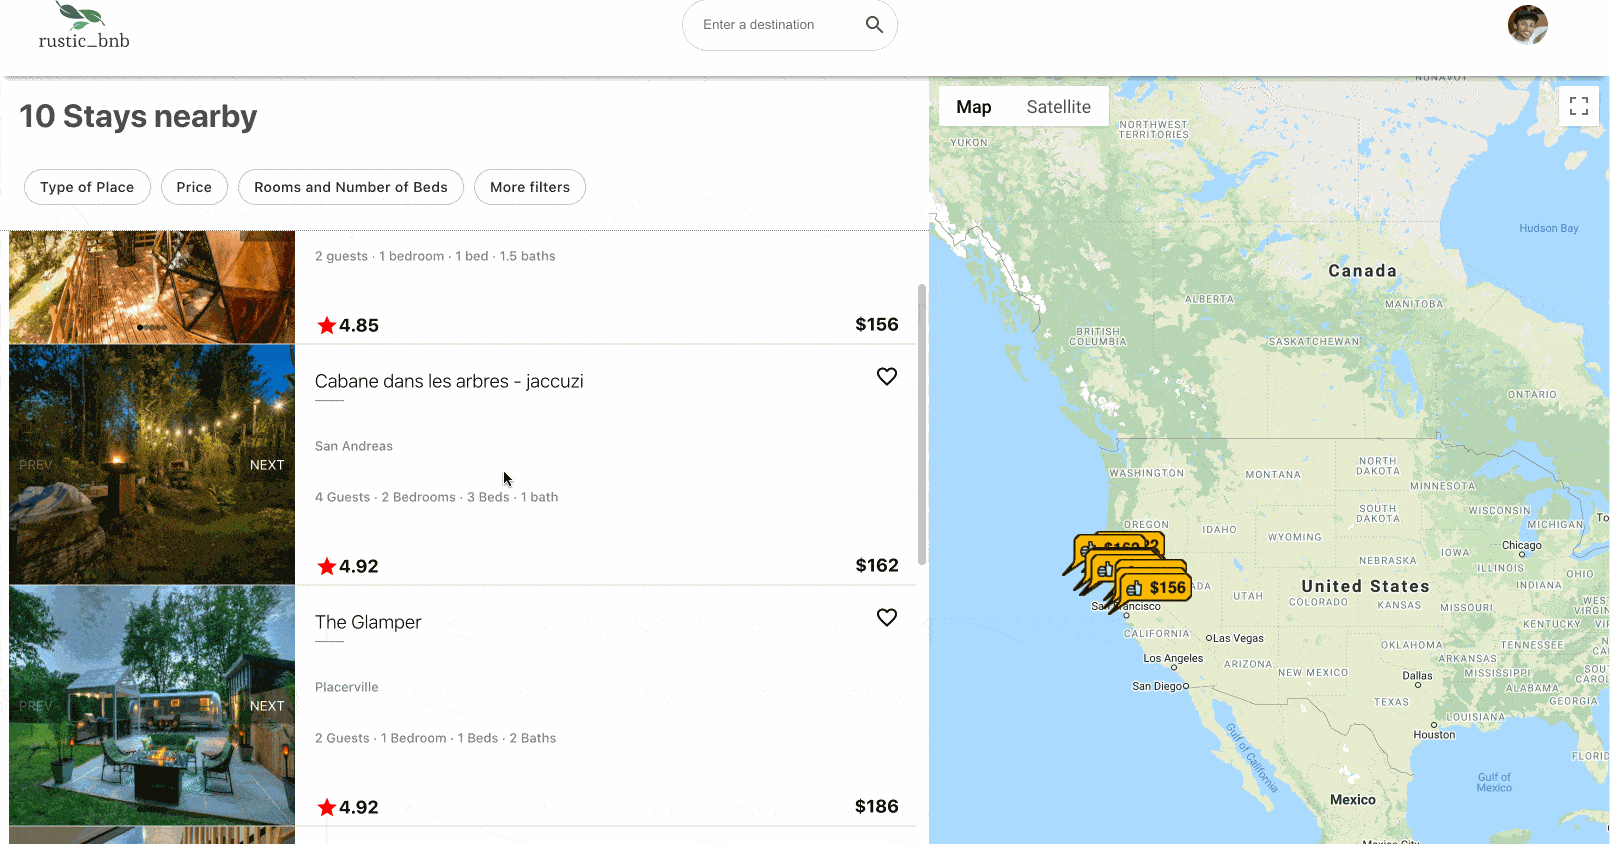 rustic_bnb
Enter a destination
10 Stays nearby
Type of Place
Price
Rooms and Number of Beds
More filters
2 guests · 1 bedroom · 1 bed · 1.5 baths
4.85
$156
Cabane dans les arbres - jaccuzi
San Andreas
PREV
NEXT
4 Guests · 2 Bedrooms · 3 Beds · 1 bath
4.92
$162
The Glamper
Placerville
PREV
NEXT
2 Guests · 1 Bedroom · 1 Beds · 2 Baths
4.92
$186
Map
Satellite
NUNAVUT
YUKON
NORTHWEST
TERRITORIES
Hudson Bay
Canada
ALBERTA
MANITOBA
BRITISH
COLUMBIA
SASKATCHEWAN
ONTARIO
WASHINGTON
MONTANA
NORTH
DAKOTA
MINNESOTA
OREGON
IDAHO
SOUTH
DAKOTA
WISCONSIN
MICHIGAN
WYOMING
Chicago
IOWA
NEBRASKA
ILLINOIS
INDIANA
OHIO
United States
$156
UTAH
COLORADO
KANSAS
MISSOURI
San Francisco
KENTUCKY
CALIFORNIA
Las Vegas
OKLAHOMA
TENNESSEE
Los Angeles
ARIZONA
NEW MEXICO
ARKANSAS
MISSISSIPPI
San Diego
Dallas
ALABAMA
TEXAS
GEORGIA
LOUISIANA
Houston
Gulf of California
Gulf of
Mexico
Mexico
Mexico City